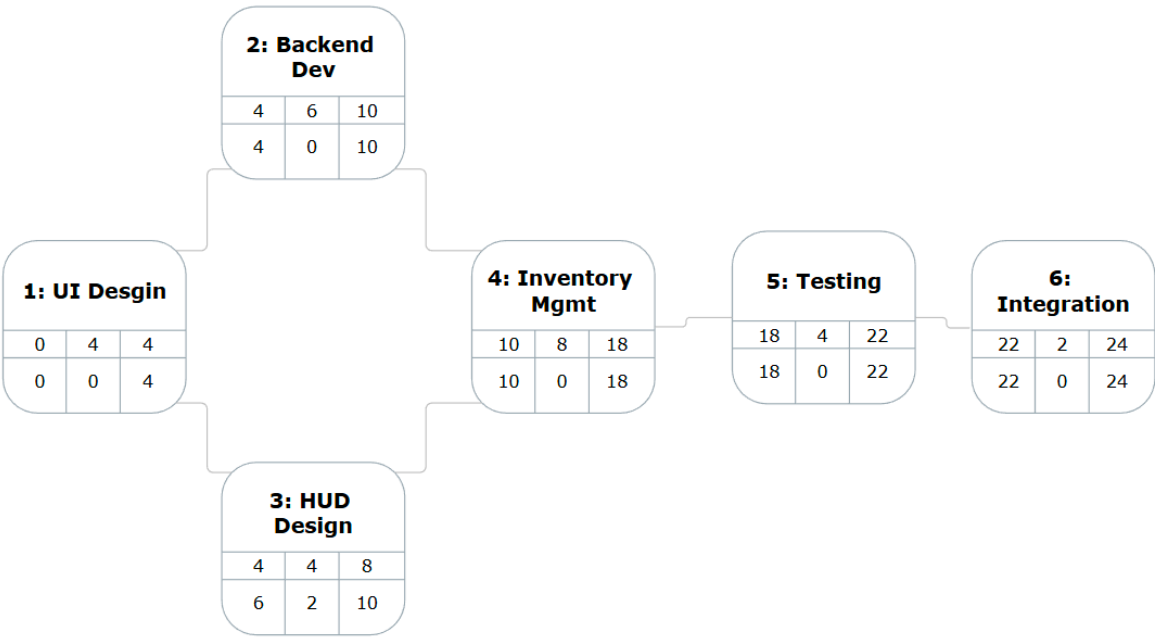 2: Backend
Dev
4 6 10
4 0 10
1: UI Desgin
0 4 4
0 0 4
4: Inventory
Mgmt
10 8 18
10 0 18
5: Testing
18 4 22
18 0 22
6:
Integration
22 2 24
22 0 24
3: HUD
Design
4 4 8
6 2 10